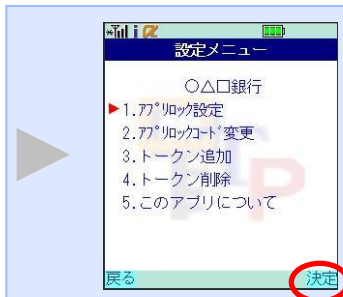 設定メニュー
○△□銀行
1.アプリロック設定
2.アプリロックコード変更
3.トークン追加
4.トークン削除
5.このアプリについて
戻る 決定